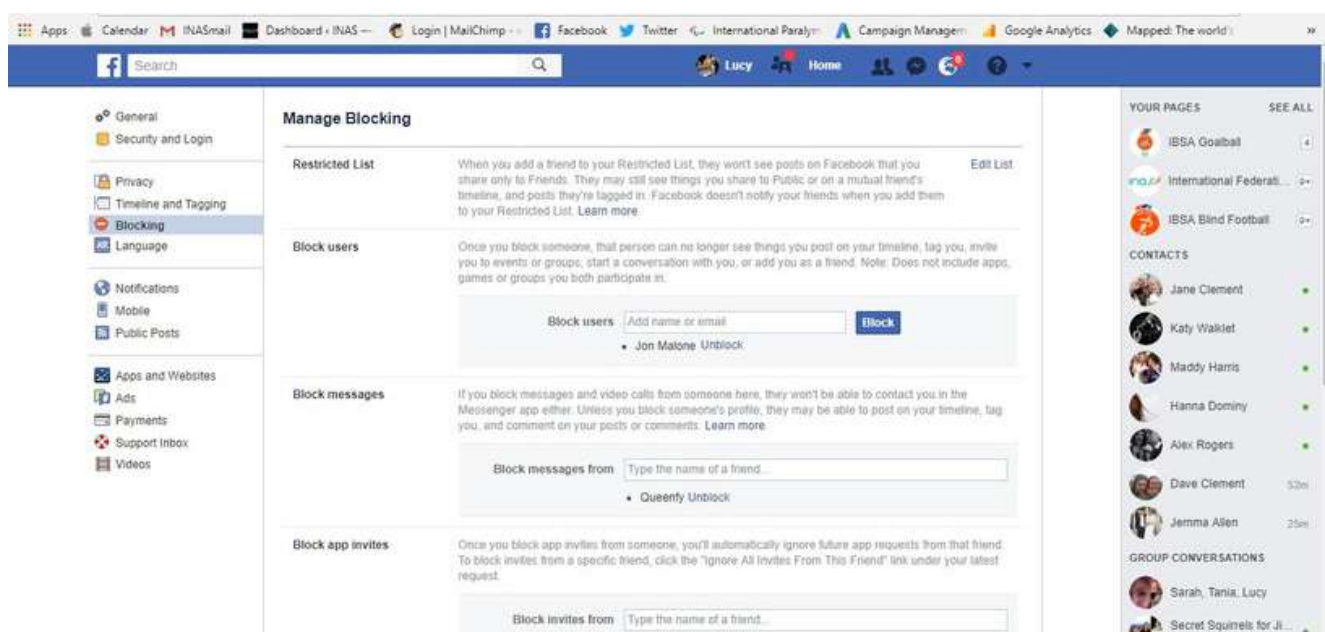 Apps Calendar INASmail Dashboard ‹ INAS — Login | MailChimp - Facebook Twitter International Paralym Campaign Managem Google Analytics Mapped: The world's »
Search Lucy Home
General
Security and Login
Privacy
Timeline and Tagging
Blocking
Language
Notifications
Mobile
Public Posts
Apps and Websites
Ads
Payments
Support Inbox
Videos
Manage Blocking
Restricted List
When you add a friend to your Restricted List, they won't see posts on Facebook that you
share only to Friends. They may still see things you share to Public or on a mutual friend's
timeline, and posts they're tagged in. Facebook doesn't notify your friends when you add them
to your Restricted List. Learn more.
Edit List
Block users
Once you block someone, that person can no longer see things you post on your timeline, tag you, invite
you to events or groups, start a conversation with you, or add you as a friend. Note: Does not include apps,
games or groups you both participate in.
Block users Add name or email Block
• Jon Malone Unblock
Block messages
If you block messages and video calls from someone here, they won't be able to contact you in the
Messenger app either. Unless you block someone's profile, they may be able to post on your timeline, tag
you, and comment on your posts or comments. Learn more.
Block messages from Type the name of a friend...
• Queenfy Unblock
Block app invites
Once you block app invites from someone, you'll automatically ignore future app requests from that friend.
To block invites from a specific friend, click the "Ignore All Invites From This Friend" link under your latest
request.
Block invites from Type the name of a friend...
YOUR PAGES SEE ALL
IBSA Goalball 4
International Federati... 9+
IBSA Blind Football 9+
CONTACTS
Jane Clement
Katy Walklet
Maddy Harris
Hanna Dominy
Alex Rogers
Dave Clement 52m
Jemma Allen 25m
GROUP CONVERSATIONS
Sarah, Tania, Lucy
Secret Squirrels for Ji...